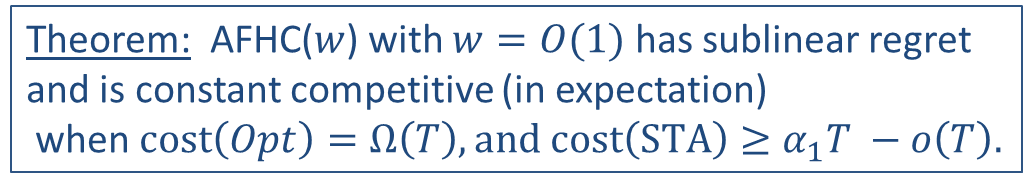 Theorem: AFHC(𝑤) with 𝑤 = 𝑂(1) has sublinear regret
and is constant competitive (in expectation)
when cost(𝑂𝑝𝑡) = Ω(𝑇), and cost(STA) ≥ 𝛼₁𝑇 − 𝑜(𝑇).